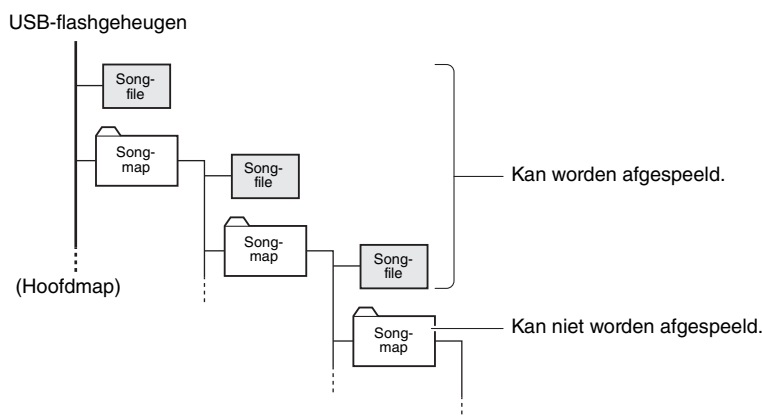 USB-flashgeheugen
Song-
file
Song-
map
Song-
file
Kan worden afgespeeld.
Song-
map
Song-
file
(Hoofdmap)
Kan niet worden afgespeeld.
Song-
map